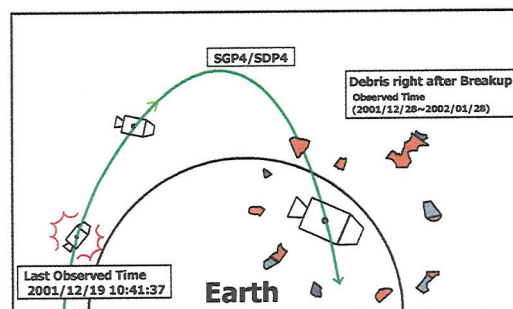 SGP4/SDP4
Debris right after Breakup
Observed Time
(2001/12/28~2002/01/28)
Last Observed Time
2001/12/19 10:41:37
Earth